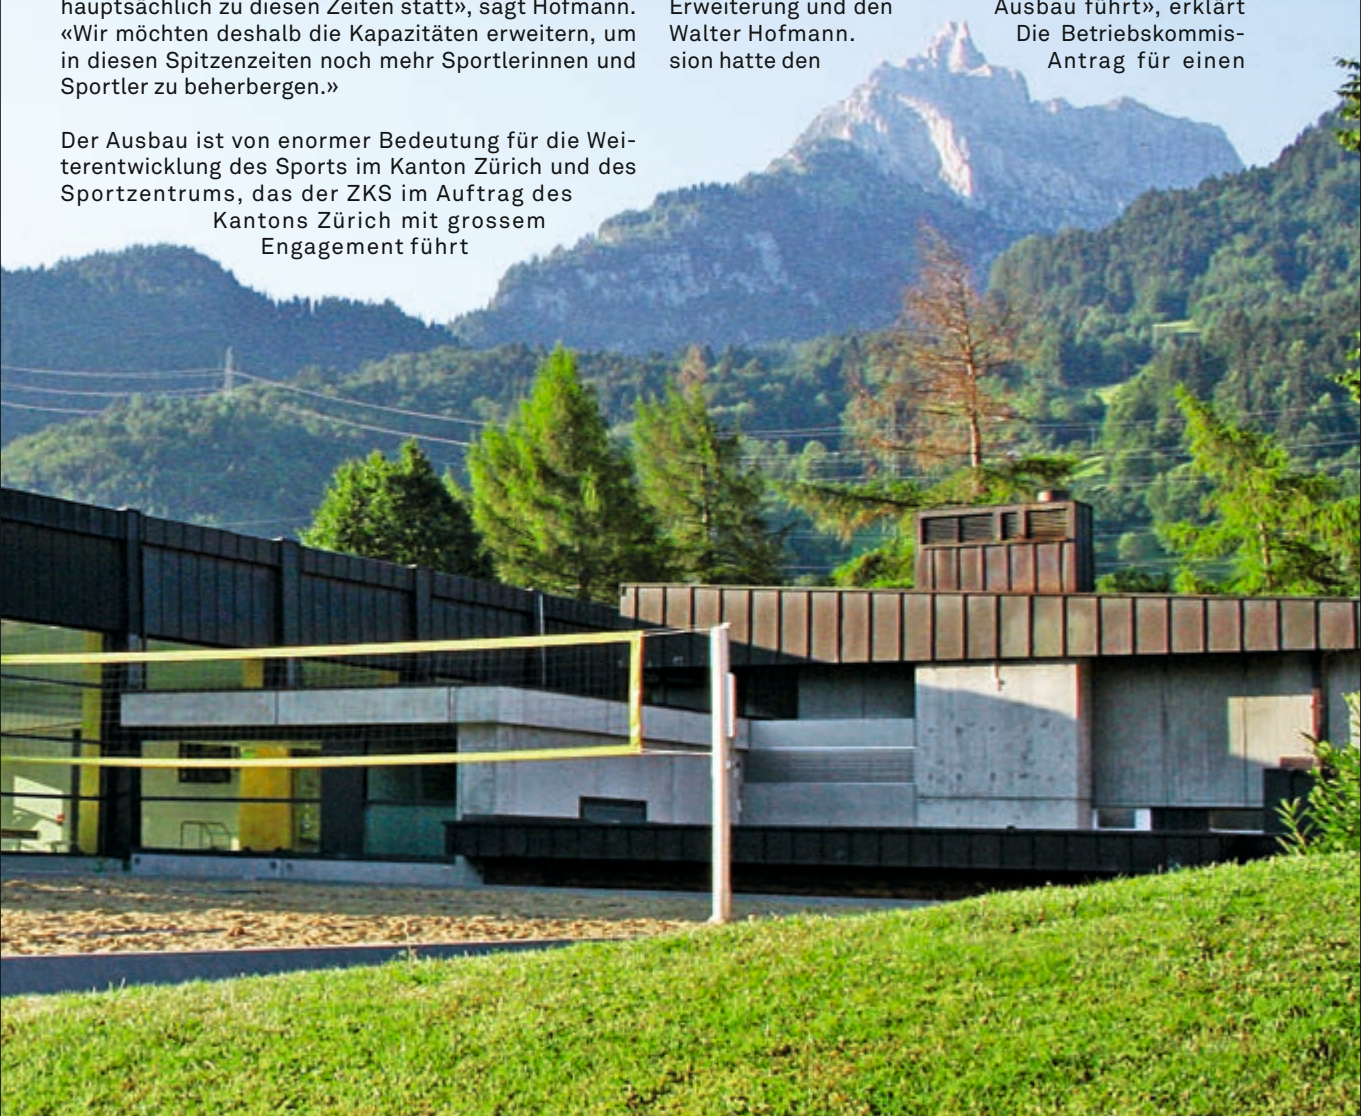 hauptsächlich zu diesen Zeiten statt», sagt Hofmann.
«Wir möchten deshalb die Kapazitäten erweitern, um
in diesen Spitzenzeiten noch mehr Sportlerinnen und
Sportler zu beherbergen.»
Der Ausbau ist von enormer Bedeutung für die Wei-
terentwicklung des Sports im Kanton Zürich und des
Sportzentrums, das der ZKS im Auftrag des
Kantons Zürich mit grossem
Engagement führt
Erweiterung und den
Walter Hofmann.
sion hatte den
Ausbau führt», erklärt
Die Betriebskommis-
Antrag für einen